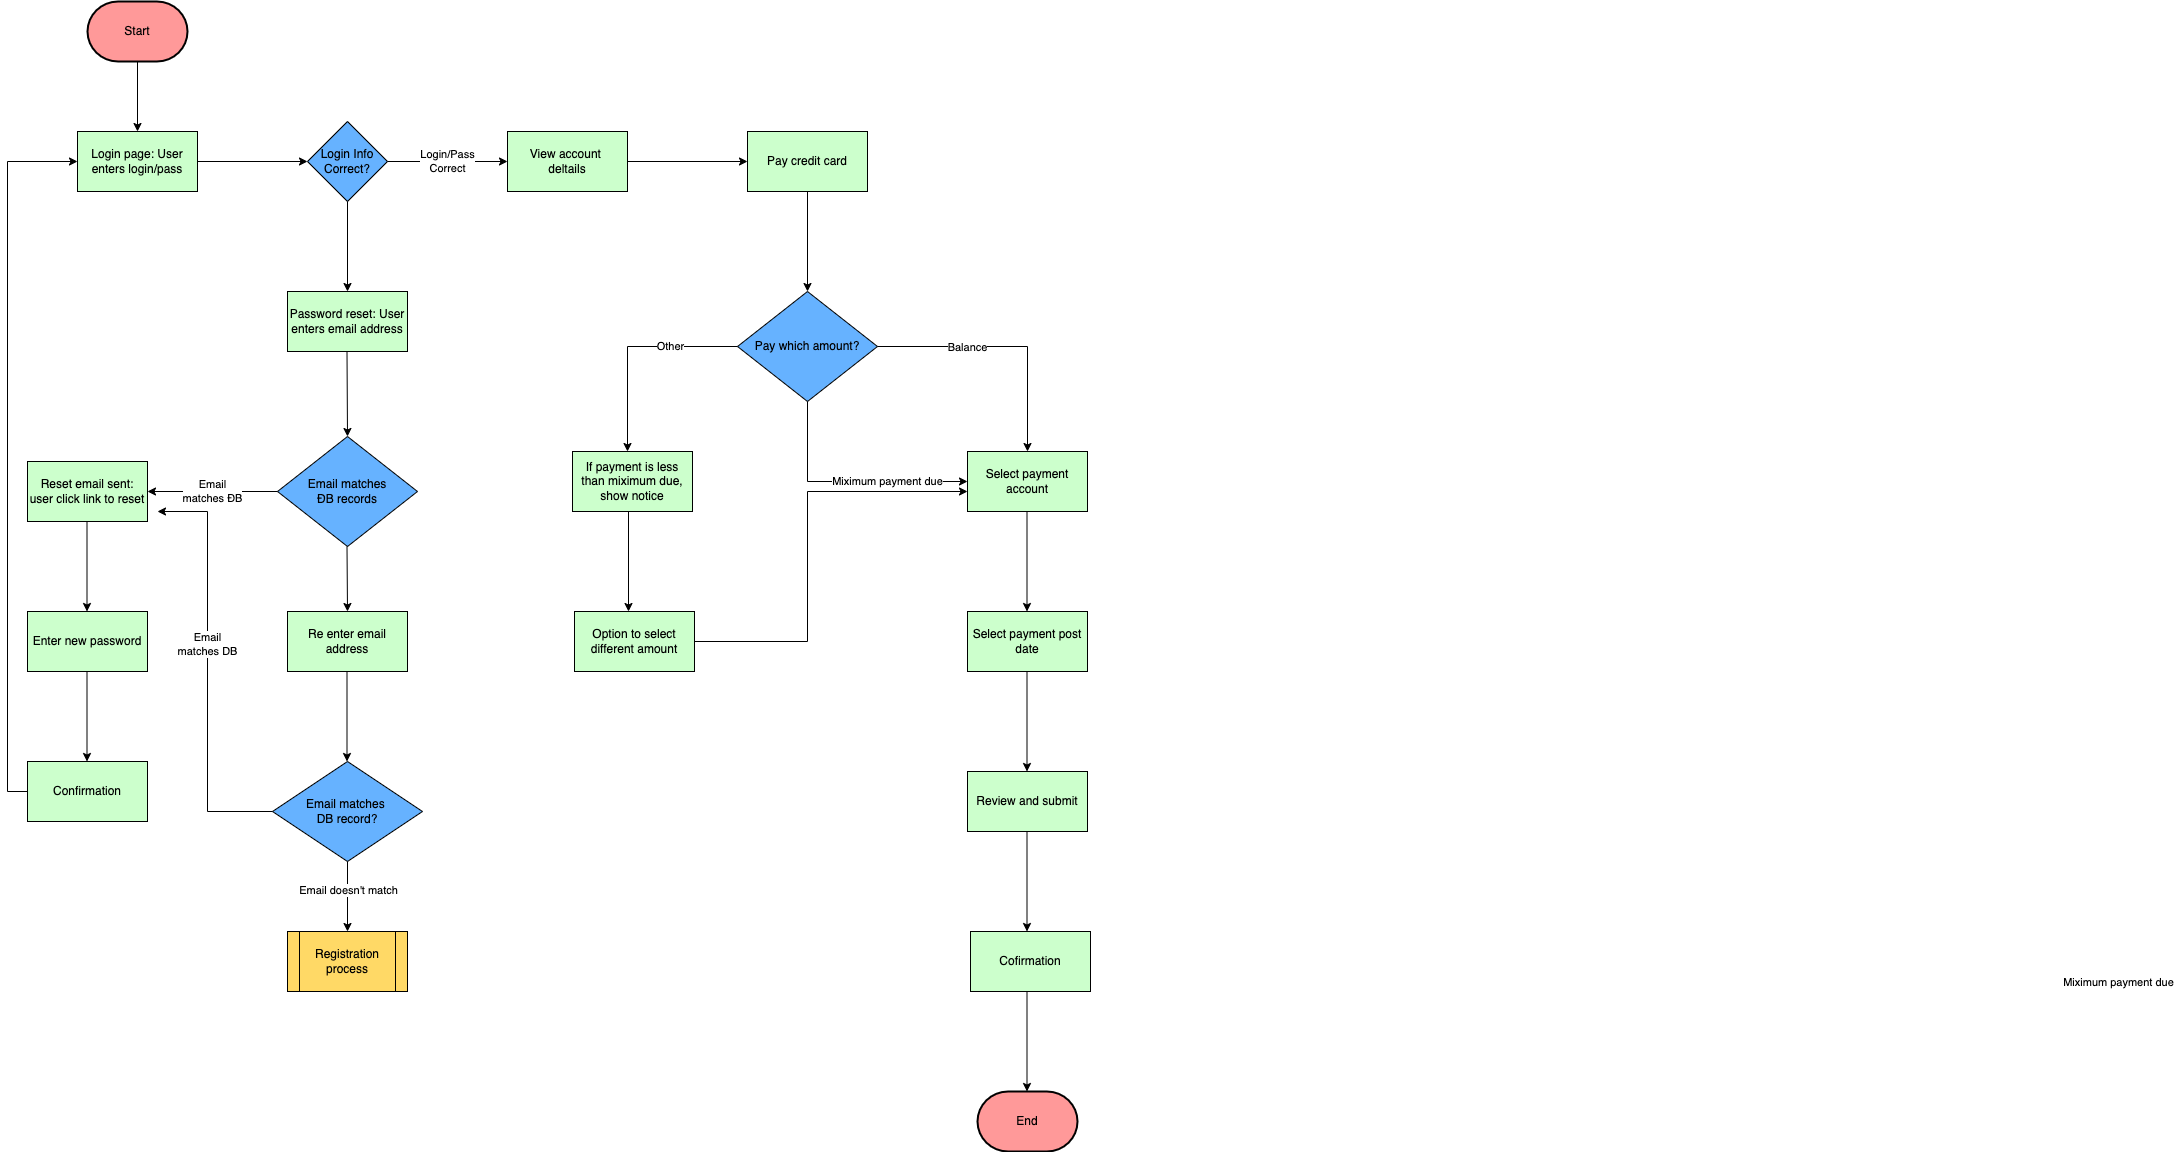 Start
Login page: User
enters login/pass
Login Info
Correct?
Login/Pass
Correct
View account
deltails
Pay credit card
Password reset: User
enters email address
Other
Pay which amount?
Balance
Reset email sent:
user click link to reset
Email
matches ĐB
Email matches
ĐB records
If payment is less
than miximum due,
show notice
Miximum payment due
Select payment
account
Enter new password
Email
matches DB
Re enter email
address
Option to select
different amount
Select payment post
date
Confirmation
Email matches
DB record?
Review and submit
Email doesn't match
Registration
process
Cofirmation
Miximum payment due
End